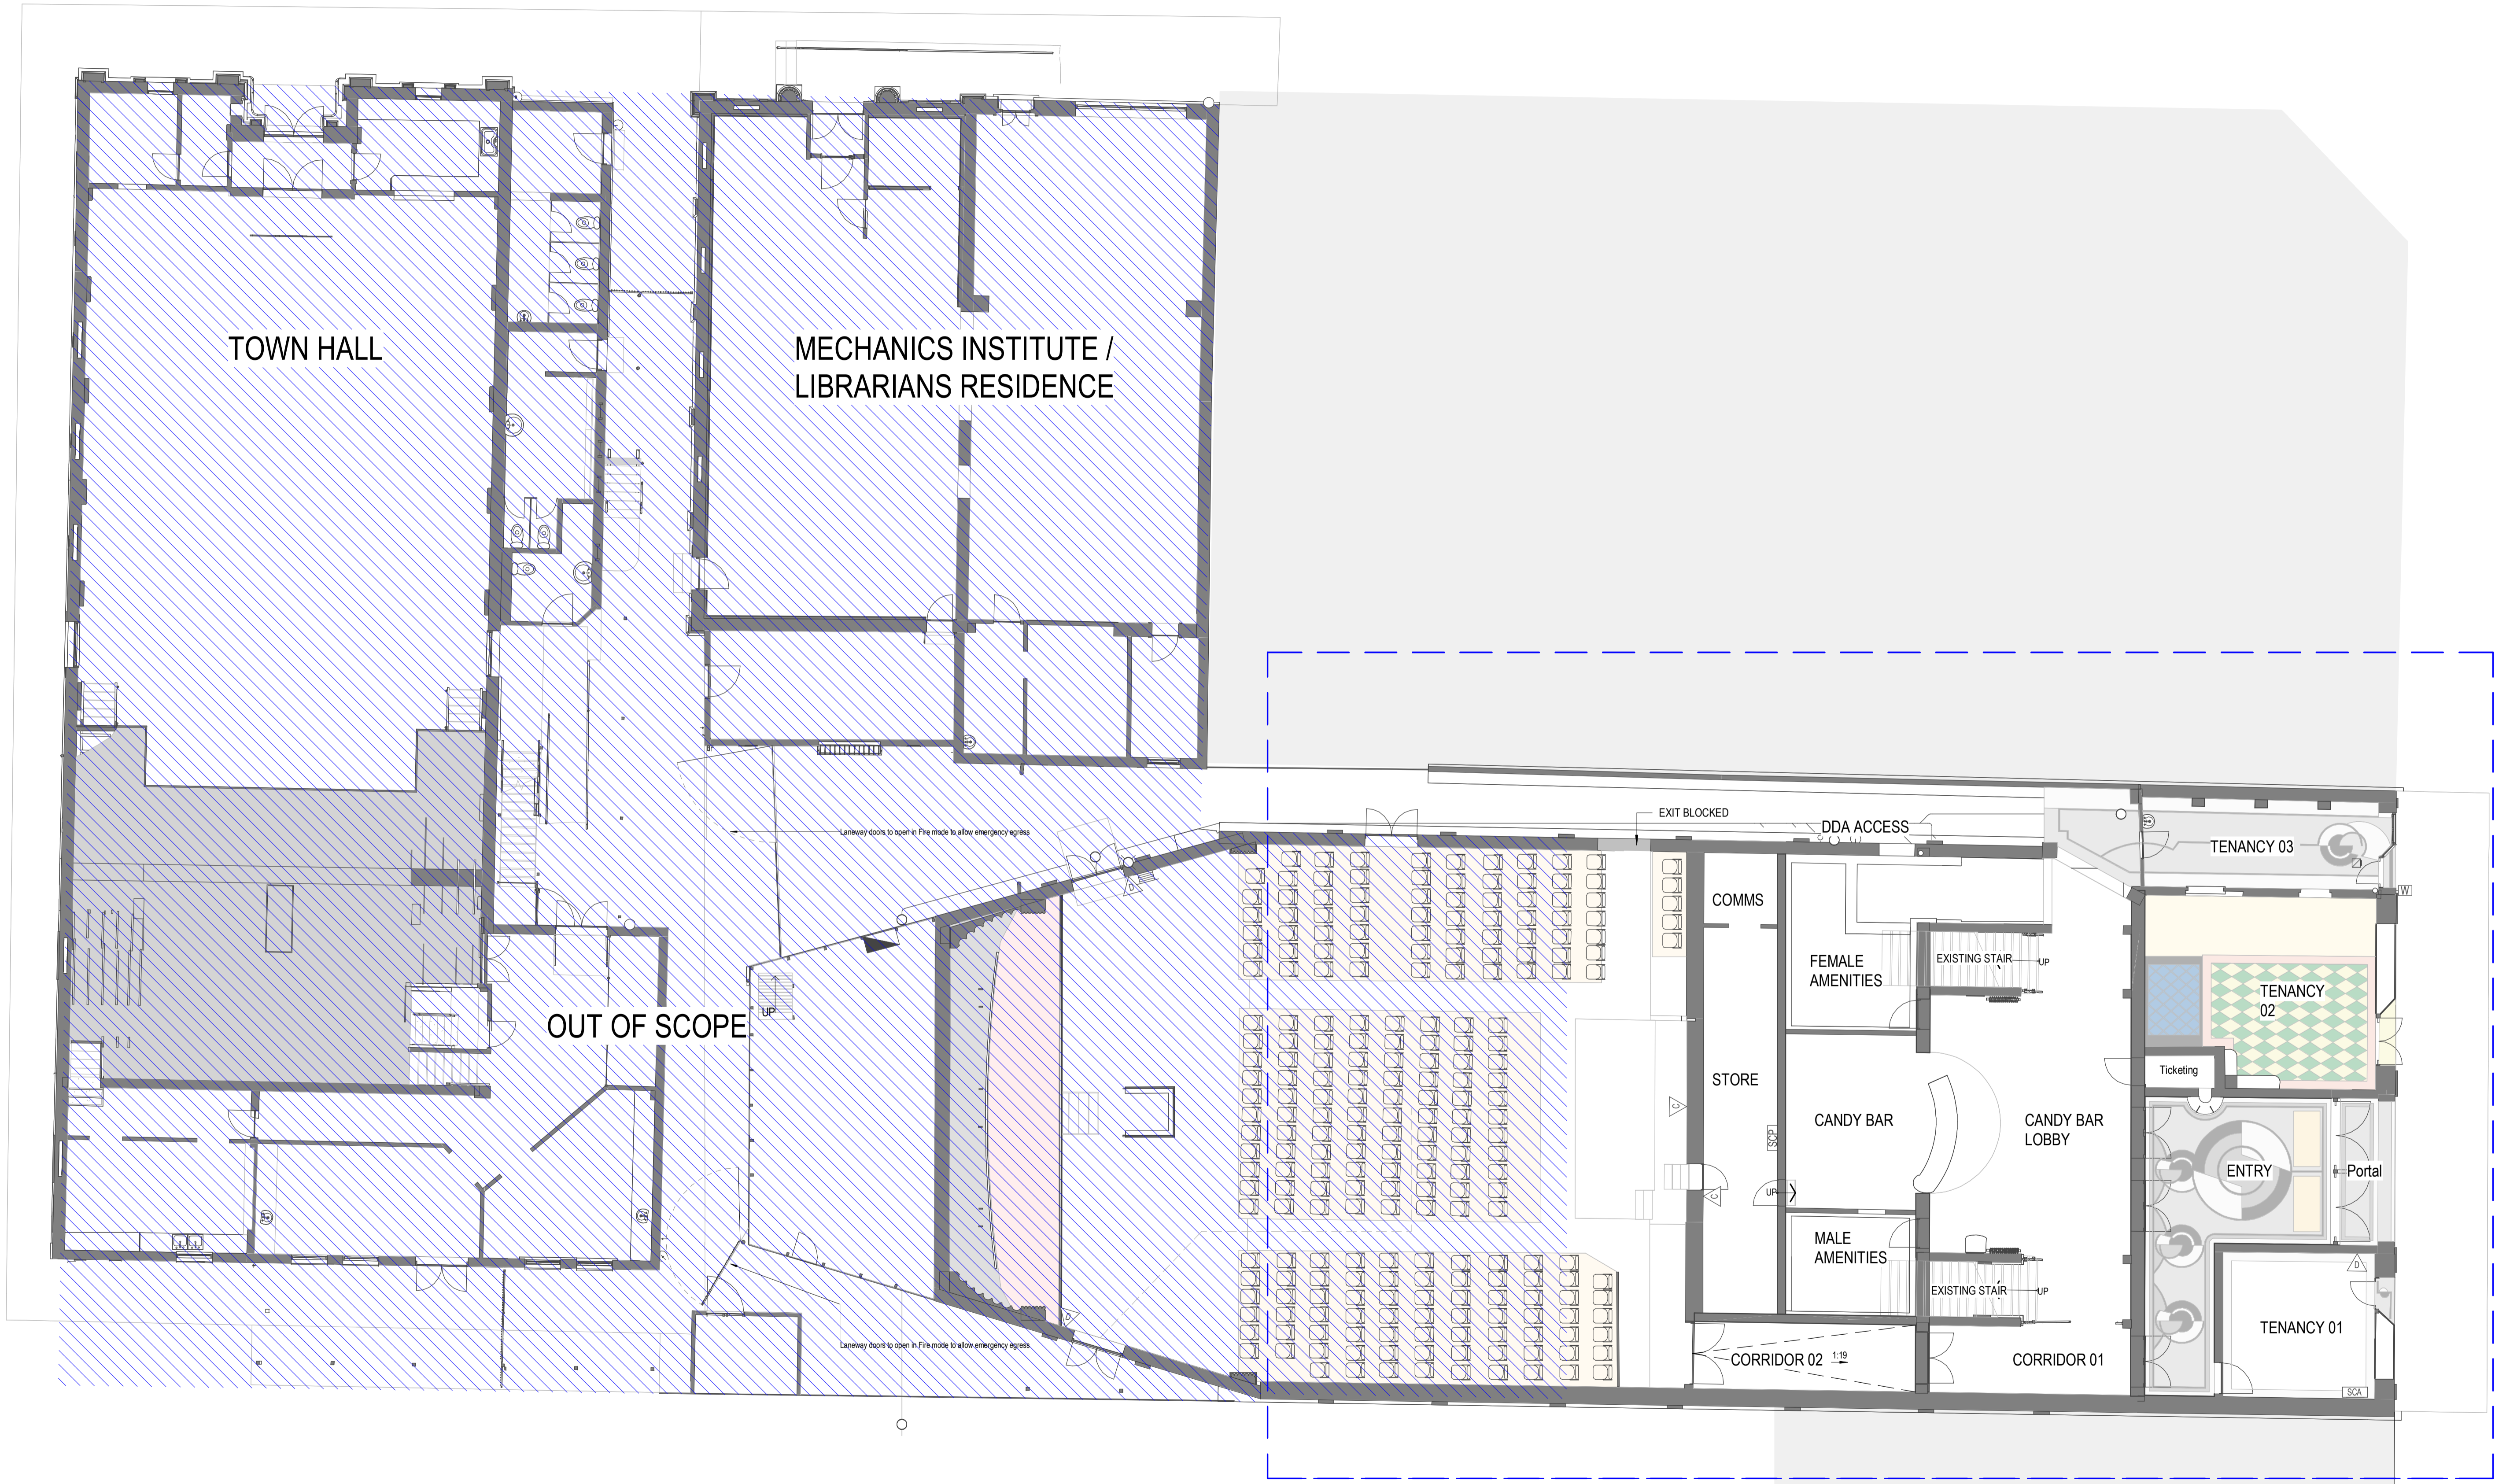 TOWN HALL
MECHANICS INSTITUTE /
LIBRARIANS RESIDENCE
OUT OF SCOPE
UP
Laneway doors to open in Fire mode to allow emergency egress
Laneway doors to open in Fire mode to allow emergency egress
D
D
EXIT BLOCKED
DDA ACCESS
COMMS
STORE
C
C
SCP
UP
FEMALE
AMENITIES
EXISTING STAIR
UP
CANDY BAR
CANDY BAR
LOBBY
MALE
AMENITIES
EXISTING STAIR
UP
CORRIDOR 02
1:19
CORRIDOR 01
TENANCY 03
W
TENANCY
02
Ticketing
ENTRY
Portal
D
TENANCY 01
SCA